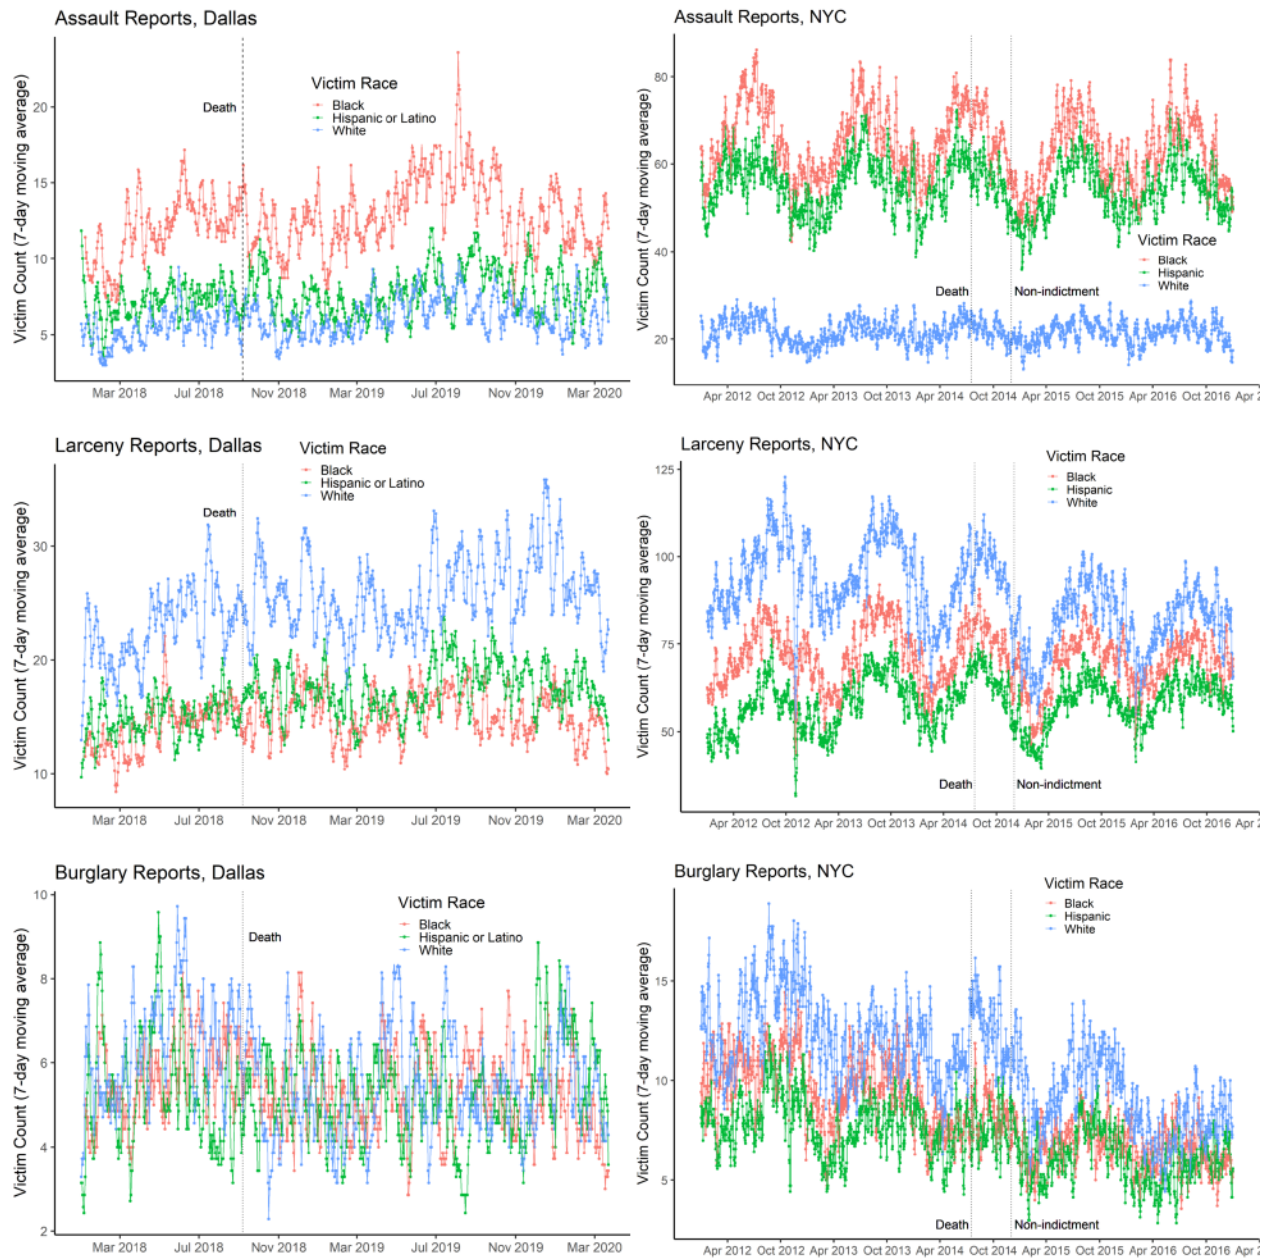 Assault Reports, Dallas
Victim Count (7-day moving average)
20
15
10
5
Death
Victim Race
Black
Hispanic or Latino
White
Mar 2018 Jul 2018 Nov 2018 Mar 2019 Jul 2019 Nov 2019 Mar 2020
Assault Reports, NYC
Victim Count (7-day moving average)
80
60
40
20
Victim Race
Black
Hispanic
White
Death
Non-indictment
Apr 2012 Oct 2012 Apr 2013 Oct 2013 Apr 2014 Oct 2014 Apr 2015 Oct 2015 Apr 2016 Oct 2016 Apr 2
Larceny Reports, Dallas
Victim Count (7-day moving average)
30
20
10
Death
Victim Race
Black
Hispanic or Latino
White
Mar 2018 Jul 2018 Nov 2018 Mar 2019 Jul 2019 Nov 2019 Mar 2020
Larceny Reports, NYC
Victim Count (7-day moving average)
125
100
75
50
Victim Race
Black
Hispanic
White
Death
Non-indictment
Apr 2012 Oct 2012 Apr 2013 Oct 2013 Apr 2014 Oct 2014 Apr 2015 Oct 2015 Apr 2016 Oct 2016 Apr 2
Burglary Reports, Dallas
Victim Count (7-day moving average)
10
8
6
4
2
Death
Victim Race
Black
Hispanic or Latino
White
Mar 2018 Jul 2018 Nov 2018 Mar 2019 Jul 2019 Nov 2019 Mar 2020
Burglary Reports, NYC
Victim Count (7-day moving average)
15
10
5
Victim Race
Black
Hispanic
White
Death
Non-indictment
Apr 2012 Oct 2012 Apr 2013 Oct 2013 Apr 2014 Oct 2014 Apr 2015 Oct 2015 Apr 2016 Oct 2016 Apr 2